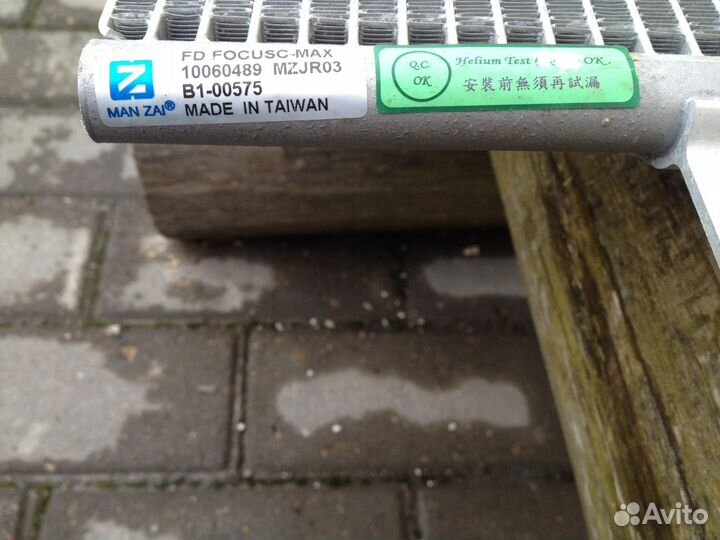 FD FOCUSC-MAX
10060489 MZJR03
B1-00575
MAN ZAI® MADE IN TAIWAN
Q.C. OK
Helium Test OK.
安裝前無須再試漏
Avito